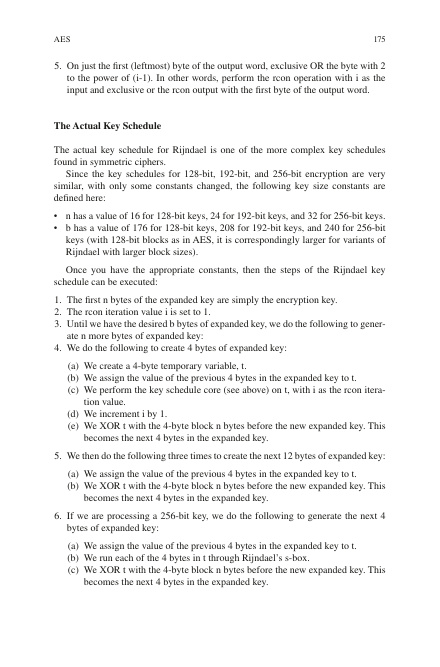 AES 175
5. On just the first (leftmost) byte of the output word, exclusive OR the byte with 2
to the power of (i-1). In other words, perform the rcon operation with i as the
input and exclusive or the rcon output with the first byte of the output word.
The Actual Key Schedule
The actual key schedule for Rijndael is one of the more complex key schedules
found in symmetric ciphers.
Since the key schedules for 128-bit, 192-bit, and 256-bit encryption are very
similar, with only some constants changed, the following key size constants are
defined here:
• n has a value of 16 for 128-bit keys, 24 for 192-bit keys, and 32 for 256-bit keys.
• b has a value of 176 for 128-bit keys, 208 for 192-bit keys, and 240 for 256-bit
keys (with 128-bit blocks as in AES, it is correspondingly larger for variants of
Rijndael with larger block sizes).
Once you have the appropriate constants, then the steps of the Rijndael key
schedule can be executed:
1. The first n bytes of the expanded key are simply the encryption key.
2. The rcon iteration value i is set to 1.
3. Until we have the desired b bytes of expanded key, we do the following to gener-
ate n more bytes of expanded key:
4. We do the following to create 4 bytes of expanded key:
(a) We create a 4-byte temporary variable, t.
(b) We assign the value of the previous 4 bytes in the expanded key to t.
(c) We perform the key schedule core (see above) on t, with i as the rcon itera-
tion value.
(d) We increment i by 1.
(e) We XOR t with the 4-byte block n bytes before the new expanded key. This
becomes the next 4 bytes in the expanded key.
5. We then do the following three times to create the next 12 bytes of expanded key:
(a) We assign the value of the previous 4 bytes in the expanded key to t.
(b) We XOR t with the 4-byte block n bytes before the new expanded key. This
becomes the next 4 bytes in the expanded key.
6. If we are processing a 256-bit key, we do the following to generate the next 4
bytes of expanded key:
(a) We assign the value of the previous 4 bytes in the expanded key to t.
(b) We run each of the 4 bytes in t through Rijndael's s-box.
(c) We XOR t with the 4-byte block n bytes before the new expanded key. This
becomes the next 4 bytes in the expanded key.